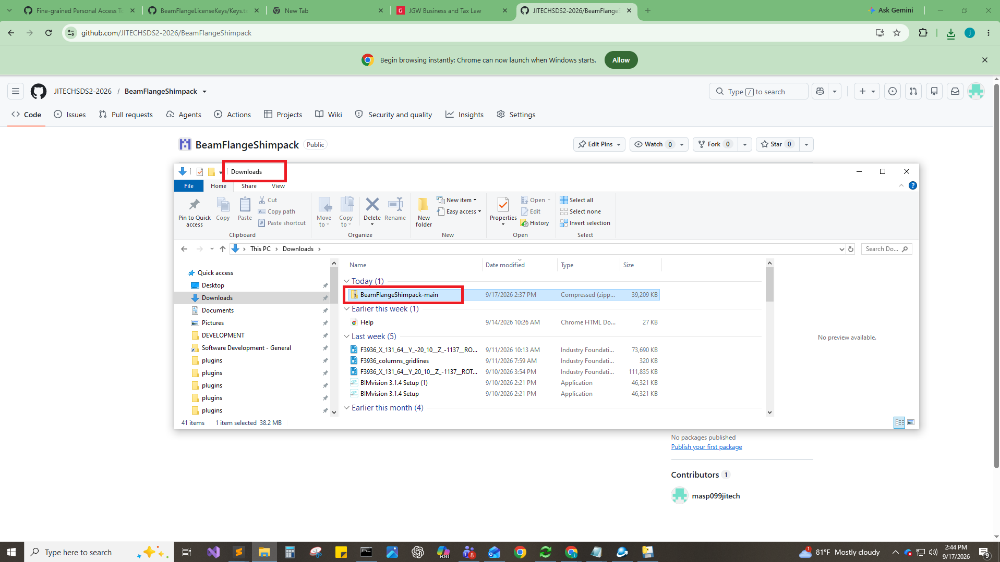 Fine-grained Personal Access To
BeamFlangeLicenseKeys/Keys.tx
New Tab
JGW Business and Tax Law
JITECHSDS2-2026/BeamFlangeS
Ask Gemini
github.com/JITECHSDS2-2026/BeamFlangeShimpack
j
Begin browsing instantly: Chrome can now launch when Windows starts.
Allow
JITECHSDS2-2026 / BeamFlangeShimpack
Type / to search
Code
Issues
Pull requests
Agents
Actions
Projects
Wiki
Security and quality
Insights
Settings
BeamFlangeShimpack
Public
Edit Pins
Watch 0
Fork 0
Star 0
Downloads
File
Home
Share
View
Pin to Quick access
Copy
Paste
Cut
Copy path
Paste shortcut
Clipboard
Move to
Copy to
Delete
Rename
Organize
New folder
New item
Easy access
New
Properties
Open
Edit
History
Open
Select all
Select none
Invert selection
Select
This PC > Downloads >
Search Do...
Quick access
Desktop
Downloads
Documents
Pictures
DEVELOPMENT
Software Development - General
plugins
plugins
plugins
plugins
plugins
Name Date modified Type Size
Today (1)
BeamFlangeShimpack-main 9/17/2026 2:37 PM Compressed (zipp... 39,209 KB
Earlier this week (1)
Help 9/14/2026 10:26 AM Chrome HTML Do... 27 KB
Last week (5)
F3936_X_131_64__Y_-20_10__Z_-1137__RO... 9/11/2026 10:13 AM Industry Foundati... 73,690 KB
F3936_columns_gridlines 9/11/2026 7:59 AM Industry Foundati... 320 KB
F3936_X_131_64__Y_20_10__Z_-1137__ROT... 9/10/2026 3:54 PM Industry Foundati... 111,835 KB
BIMvision 3.1.4 Setup (1) 9/10/2026 2:21 PM Application 46,321 KB
BIMvision 3.1.4 Setup 9/10/2026 2:21 PM Application 46,321 KB
Earlier this month (4)
No preview available.
41 items
1 item selected 38.2 MB
No packages published
Publish your first package
Contributors 1
masp099jitech
Type here to search
M365
8
1
81°F Mostly cloudy
2:44 PM
9/17/2026
9